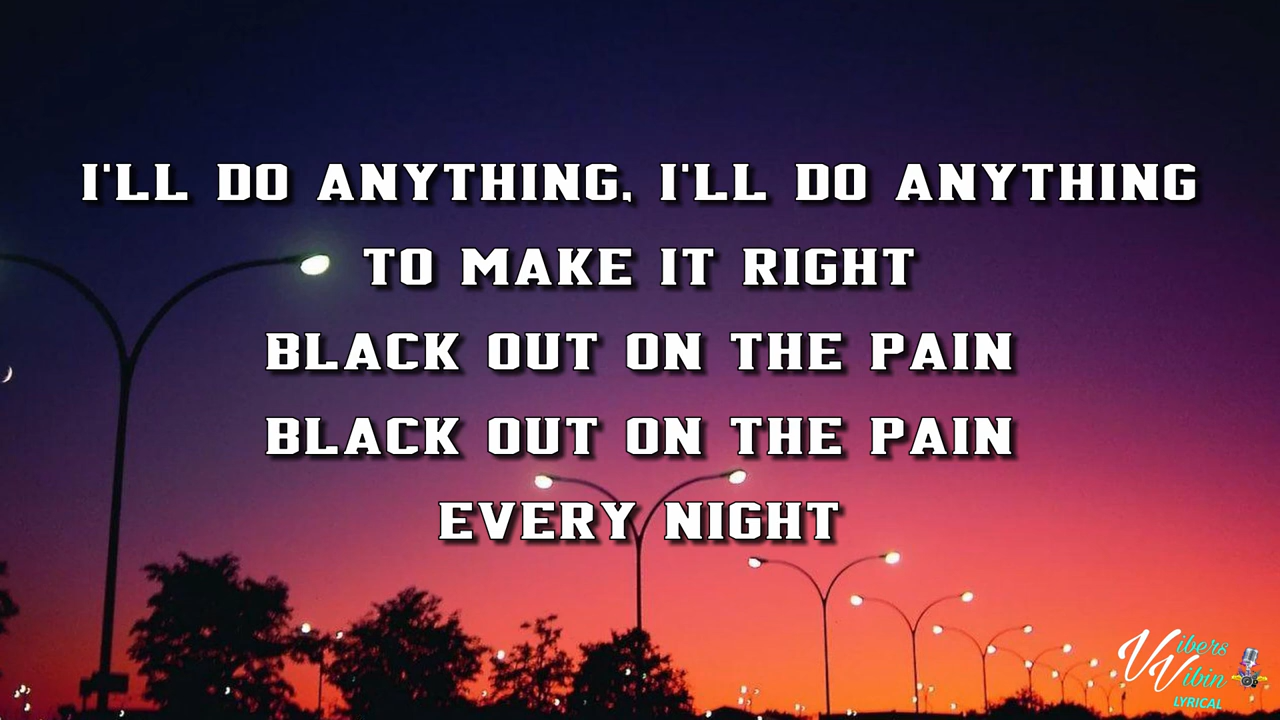 I'LL DO ANYTHING, I'LL DO ANYTHING
TO MAKE IT RIGHT
BLACK OUT ON THE PAIN
BLACK OUT ON THE PAIN
EVERY NIGHT
Vibers
Vibin
LYRICAL